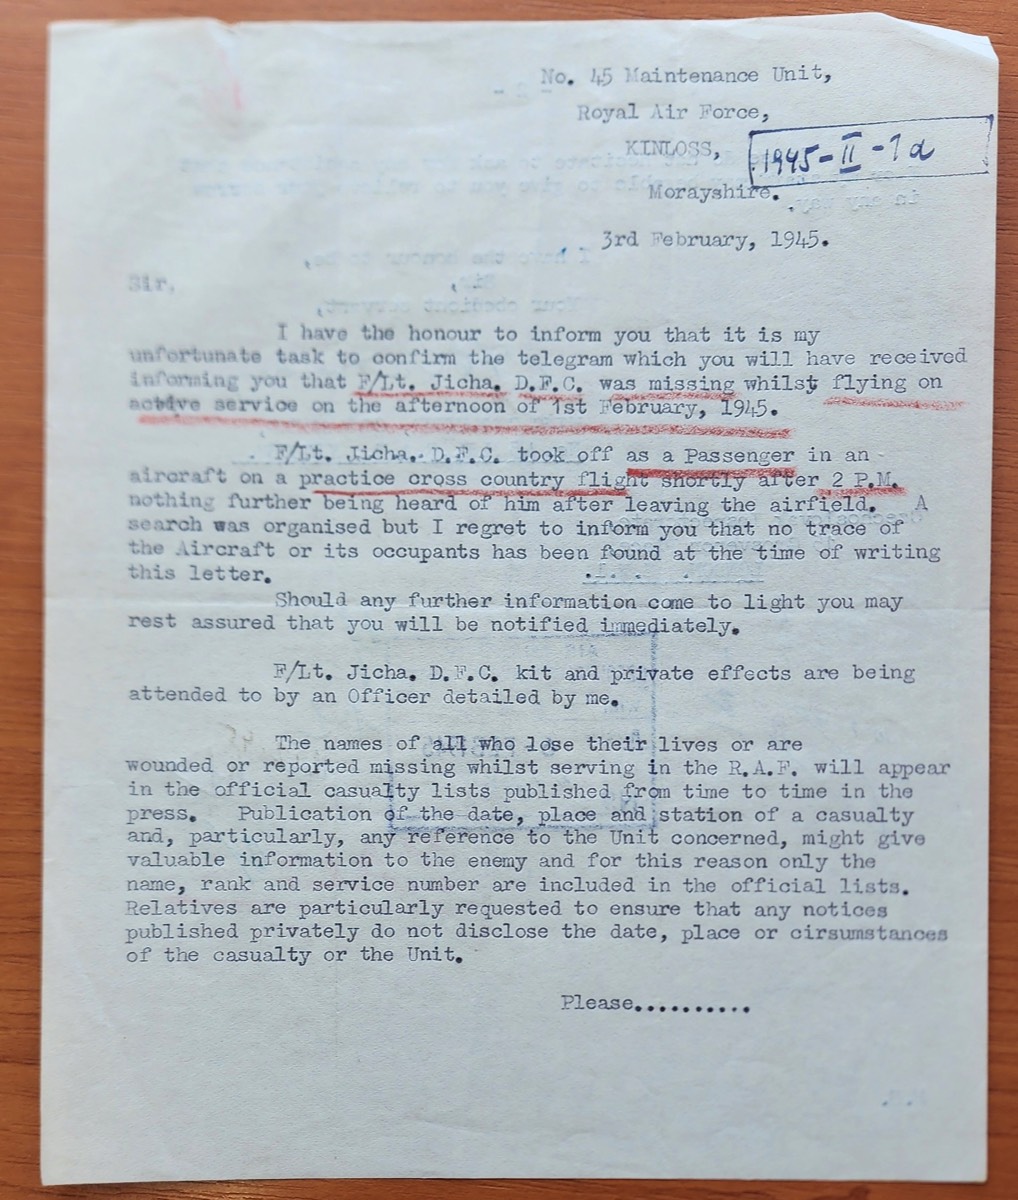 No. 45 Maintenance Unit,
Royal Air Force,
KINLOSS,
1945-II-1a
Morayshire.
3rd February, 1945.
Sir,
I have the honour to inform you that it is my
unfortunate task to confirm the telegram which you will have received
informing you that F/Lt. Jicha. D.F.C. was missing whilst flying on
active service on the afternoon of 1st February, 1945.
F/Lt. Jicha. D.F.C. took off as a Passenger in an
aircraft on a practice cross country flight shortly after 2 P.M.
nothing further being heard of him after leaving the airfield. A
search was organised but I regret to inform you that no trace of
the Aircraft or its occupants has been found at the time of writing
this letter.
Should any further information come to light you may
rest assured that you will be notified immediately.
F/Lt. Jicha. D.F.C. kit and private effects are being
attended to by an Officer detailed by me.
The names of all who lose their lives or are
wounded or reported missing whilst serving in the R.A.F. will appear
in the official casualty lists published from time to time in the
press. Publication of the date, place and station of a casualty
and, particularly, any reference to the Unit concerned, might give
valuable information to the enemy and for this reason only the
name, rank and service number are included in the official lists.
Relatives are particularly requested to ensure that any notices
published privately do not disclose the date, place or cirsumstances
of the casualty or the Unit.
Please..........